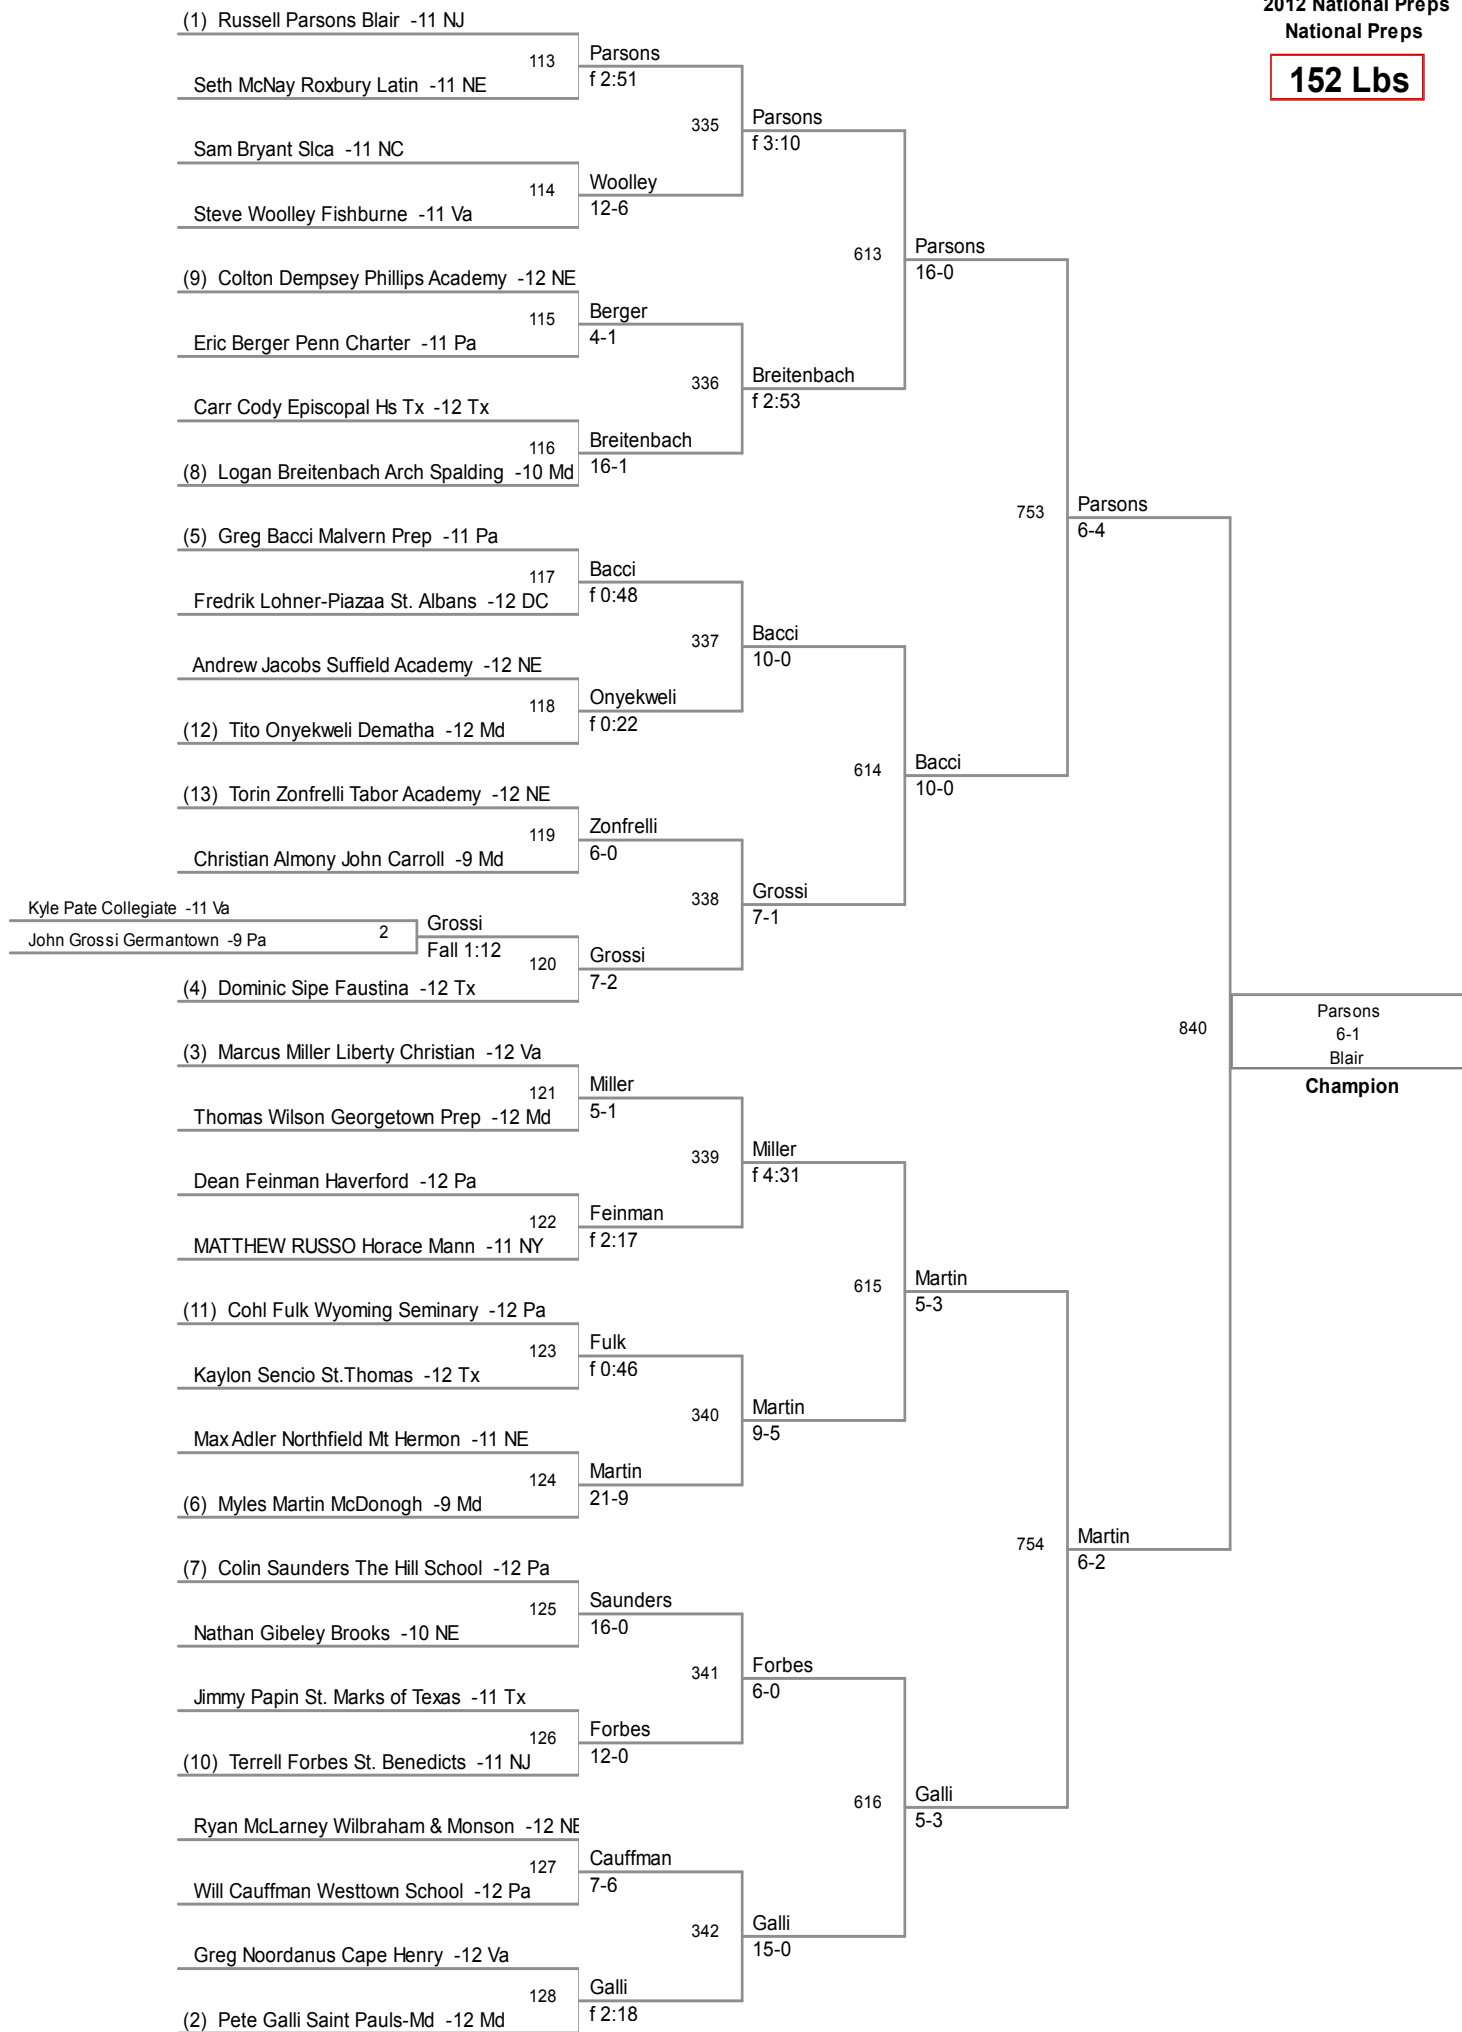 2012 National Preps
National Preps
152 Lbs
(1) Russell Parsons Blair -11 NJ
113
Parsons
f 2:51
Seth McNay Roxbury Latin -11 NE
335
Parsons
f 3:10
Sam Bryant Slca -11 NC
114
Woolley
12-6
Steve Woolley Fishburne -11 Va
613
Parsons
16-0
(9) Colton Dempsey Phillips Academy -12 NE
115
Berger
4-1
Eric Berger Penn Charter -11 Pa
336
Breitenbach
f 2:53
Carr Cody Episcopal Hs Tx -12 Tx
116
Breitenbach
16-1
(8) Logan Breitenbach Arch Spalding -10 Md
753
Parsons
6-4
(5) Greg Bacci Malvern Prep -11 Pa
117
Bacci
f 0:48
Fredrik Lohner-Piazaa St. Albans -12 DC
337
Bacci
10-0
Andrew Jacobs Suffield Academy -12 NE
118
Onyekweli
f 0:22
(12) Tito Onyekweli Dematha -12 Md
614
Bacci
10-0
(13) Torin Zonfrelli Tabor Academy -12 NE
119
Zonfrelli
6-0
Christian Almony John Carroll -9 Md
338
Grossi
7-1
Kyle Pate Collegiate -11 Va
2
Grossi
Fall 1:12
John Grossi Germantown -9 Pa
120
Grossi
7-2
(4) Dominic Sipe Faustina -12 Tx
840
Parsons
6-1
Blair
Champion
(3) Marcus Miller Liberty Christian -12 Va
121
Miller
5-1
Thomas Wilson Georgetown Prep -12 Md
339
Miller
f 4:31
Dean Feinman Haverford -12 Pa
122
Feinman
f 2:17
MATTHEW RUSSO Horace Mann -11 NY
615
Martin
5-3
(11) Cohl Fulk Wyoming Seminary -12 Pa
123
Fulk
f 0:46
Kaylon Sencio St.Thomas -12 Tx
340
Martin
9-5
Max Adler Northfield Mt Hermon -11 NE
124
Martin
21-9
(6) Myles Martin McDonogh -9 Md
754
Martin
6-2
(7) Colin Saunders The Hill School -12 Pa
125
Saunders
16-0
Nathan Gibeley Brooks -10 NE
341
Forbes
6-0
Jimmy Papin St. Marks of Texas -11 Tx
126
Forbes
12-0
(10) Terrell Forbes St. Benedicts -11 NJ
616
Galli
5-3
Ryan McLarney Wilbraham & Monson -12 NE
127
Cauffman
7-6
Will Cauffman Westtown School -12 Pa
342
Galli
15-0
Greg Noordanus Cape Henry -12 Va
128
Galli
f 2:18
(2) Pete Galli Saint Pauls-Md -12 Md